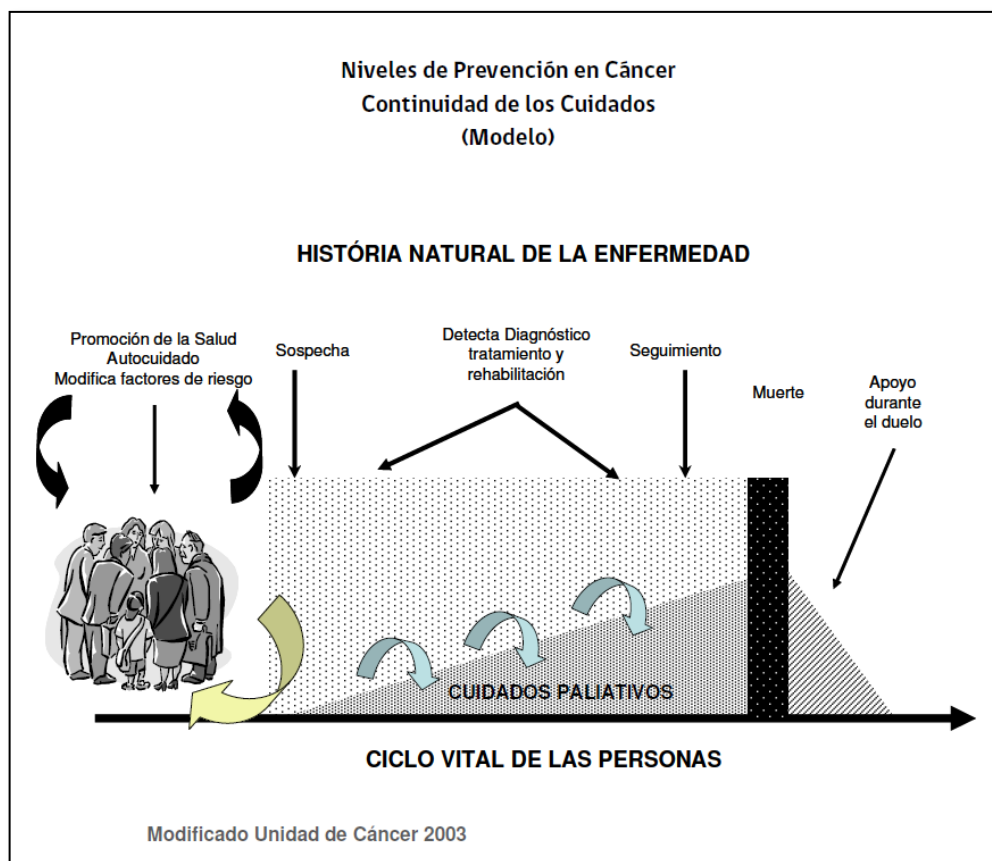 Niveles de Prevención en Cáncer
Continuidad de los Cuidados
(Modelo)
HISTÓRIA NATURAL DE LA ENFERMEDAD
Promoción de la Salud
Autocuidado
Modifica factores de riesgo
Sospecha
Detecta Diagnóstico
tratamiento y
rehabilitación
Seguimiento
Muerte
Apoyo
durante
el duelo
CUIDADOS PALIATIVOS
CICLO VITAL DE LAS PERSONAS
Modificado Unidad de Cáncer 2003